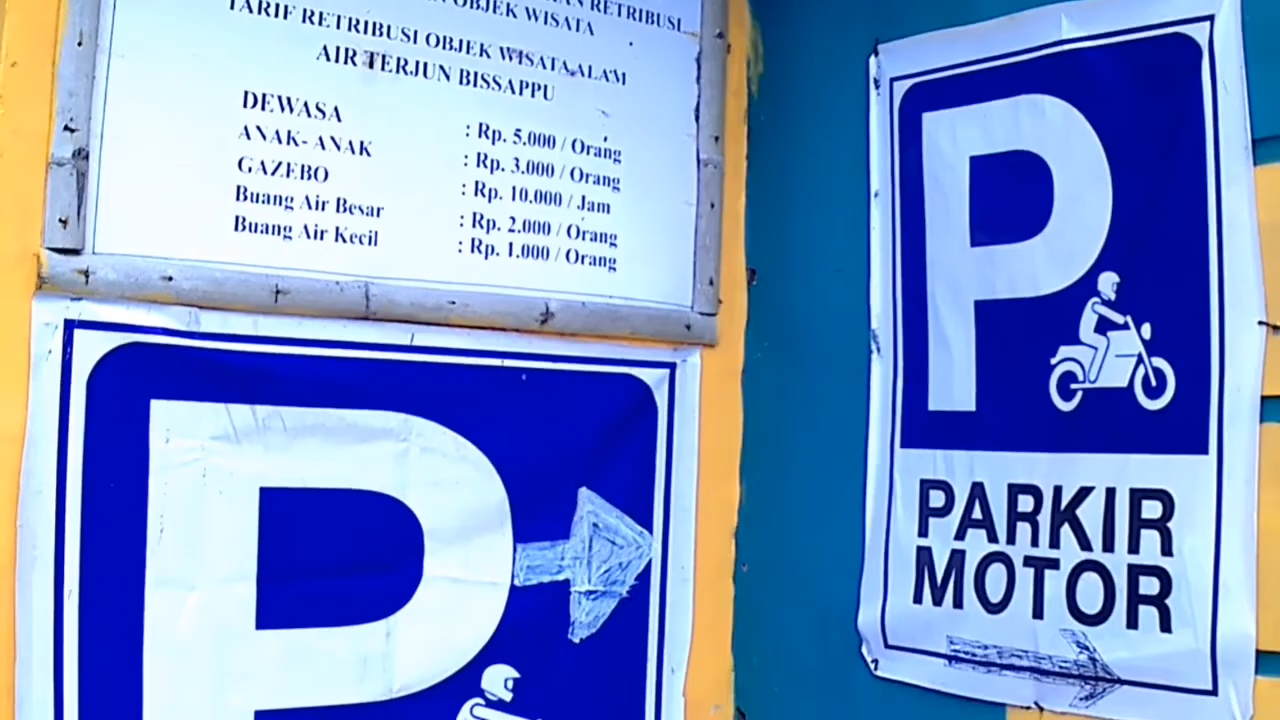 RETRIBUSI
OBJEK WISATA
TARIF RETRIBUSI OBJEK WISATA ALAM
AIR TERJUN BISSAPPU
DEWASA : Rp. 5.000 / Orang
ANAK- ANAK : Rp. 3.000 / Orang
GAZEBO : Rp. 10.000 / Jam
Buang Air Besar : Rp. 2.000 / Orang
Buang Air Kecil : Rp. 1.000 / Orang
P
P
PARKIR
MOTOR